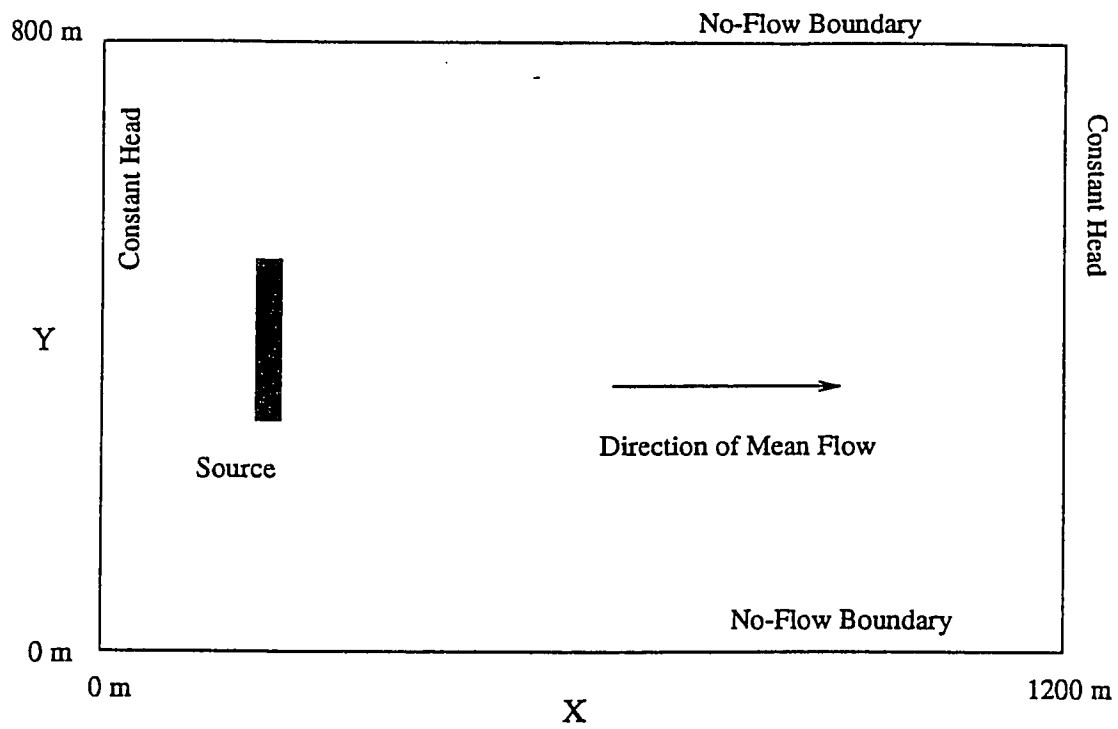 No-Flow Boundary
800 m
Constant Head
Constant Head
Y
Direction of Mean Flow
Source
No-Flow Boundary
0 m
0 m
1200 m
X